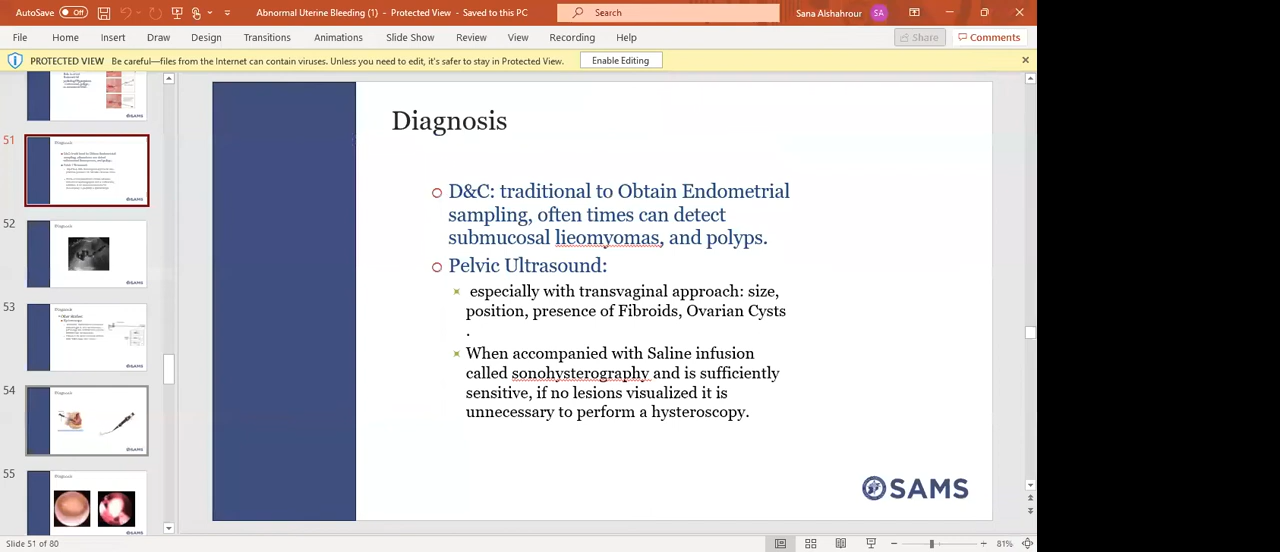 AutoSave Off Abnormal Uterine Bleeding (1) - Protected View - Saved to this PC Search Sana Alshahrour SA
File Home Insert Draw Design Transitions Animations Slide Show Review View Recording Help Share Comments
PROTECTED VIEW Be careful—files from the Internet can contain viruses. Unless you need to edit, it's safer to stay in Protected View. Enable Editing
51
52
53
54
55
Diagnosis
D&C: traditional to Obtain Endometrial
sampling, often times can detect
submucosal lieomyomas, and polyps.
Pelvic Ultrasound:
especially with transvaginal approach: size,
position, presence of Fibroids, Ovarian Cysts
.
When accompanied with Saline infusion
called sonohysterography and is sufficiently
sensitive, if no lesions visualized it is
unnecessary to perform a hysteroscopy.
SAMS
Slide 51 of 80 81%